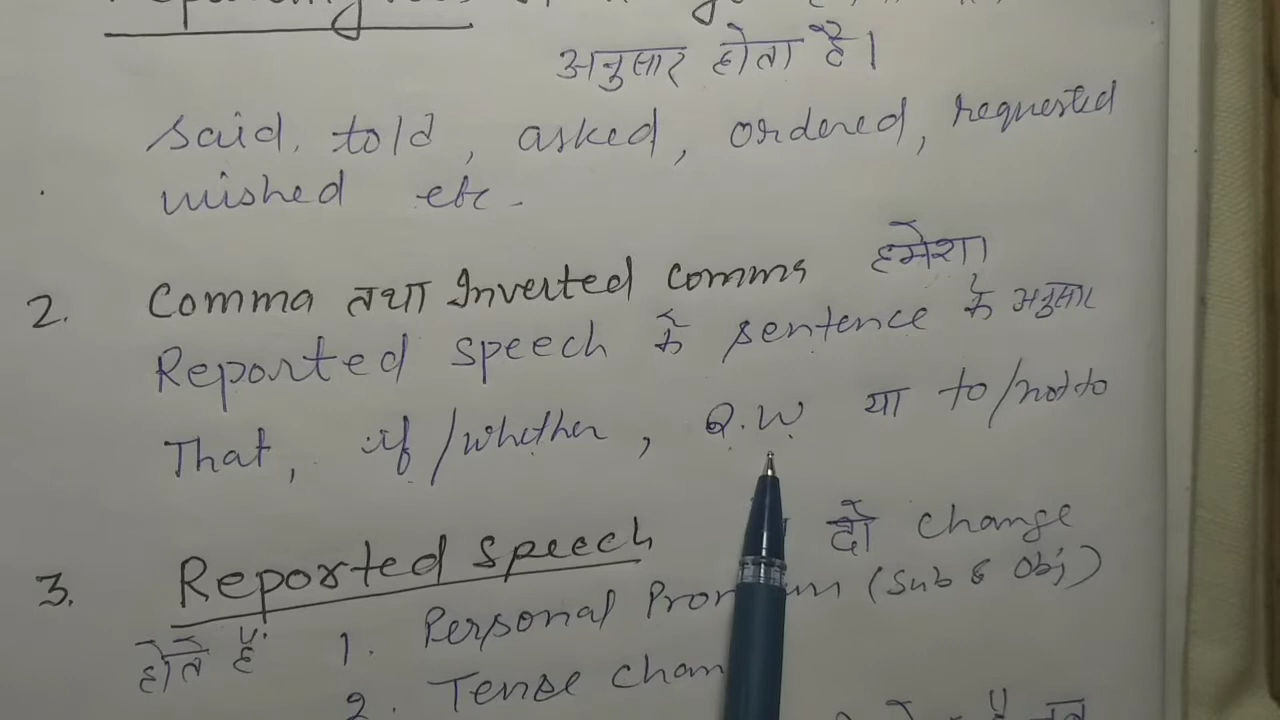 अनुसार होता है।
said, told, asked, ordered, requested
wished etc.
2. Comma तथा Inverted comma हमेशा
Reported speech के sentence के अनुसार
That, if/whether, Q.W या to/not to
3. Reported speech दो change
होते हैं 1. Personal Pronoun (Sub & Obj)
2. Tense chan